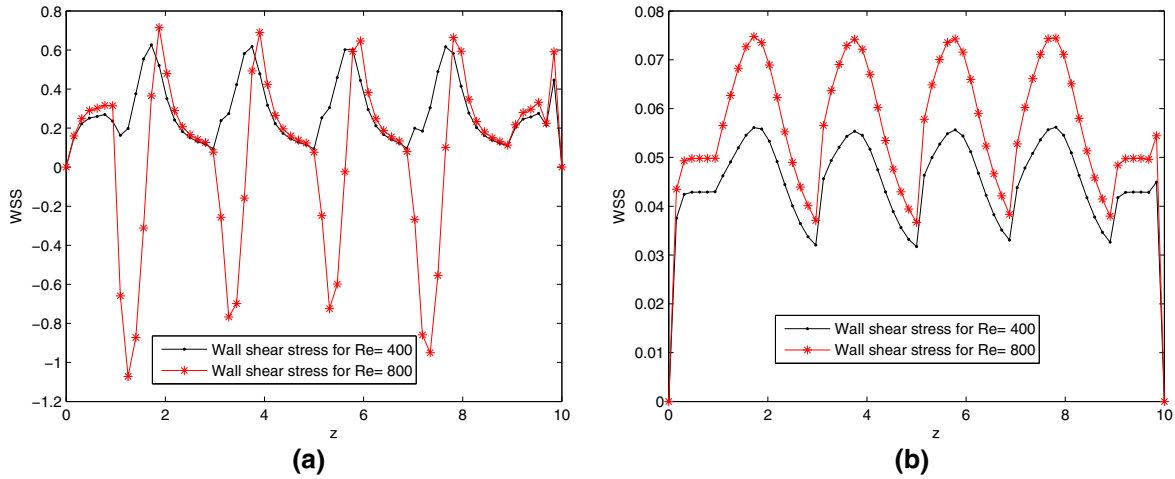 0.8
0.6
0.4
0.2
0
−0.2
−0.4
−0.6
−0.8
−1
−1.2
WSS
0 2 4 6 8 10
z
Wall shear stress for Re= 400
Wall shear stress for Re= 800
(a)
0.08
0.07
0.06
0.05
0.04
0.03
0.02
0.01
0
WSS
0 2 4 6 8 10
z
Wall shear stress for Re= 400
Wall shear stress for Re= 800
(b)